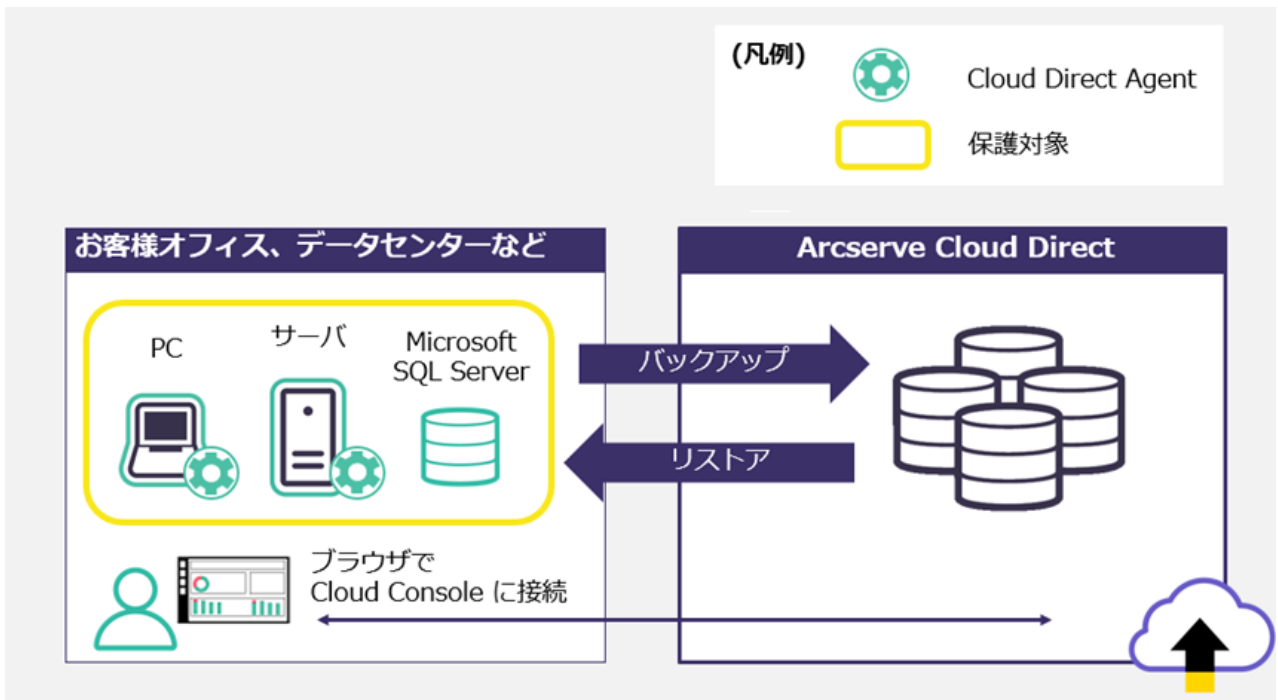 (凡例)
Cloud Direct Agent
保護対象
お客様オフィス、データセンターなど
PC
サーバ
Microsoft
SQL Server
ブラウザで
Cloud Console に接続
バックアップ
リストア
Arcserve Cloud Direct